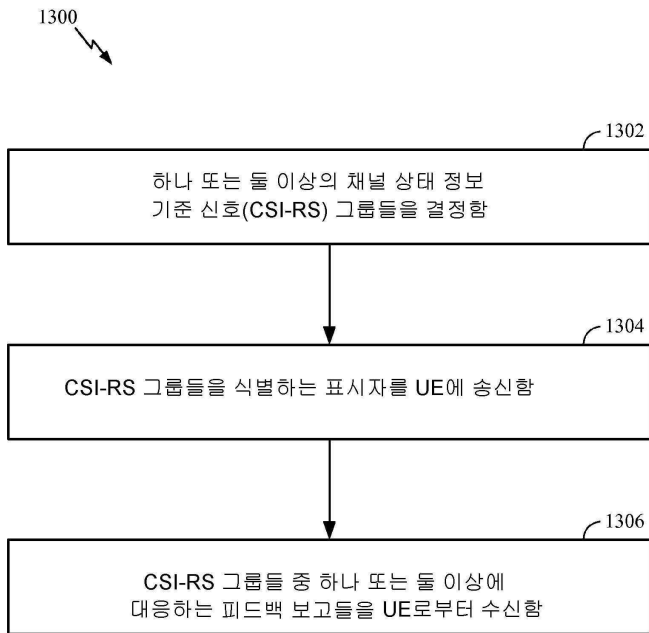 1300
1302
하나 또는 둘 이상의 채널 상태 정보
기준 신호(CSI-RS) 그룹들을 결정함
1304
CSI-RS 그룹들을 식별하는 표시자를 UE에 송신함
1306
CSI-RS 그룹들 중 하나 또는 둘 이상에
대응하는 피드백 보고들을 UE로부터 수신함